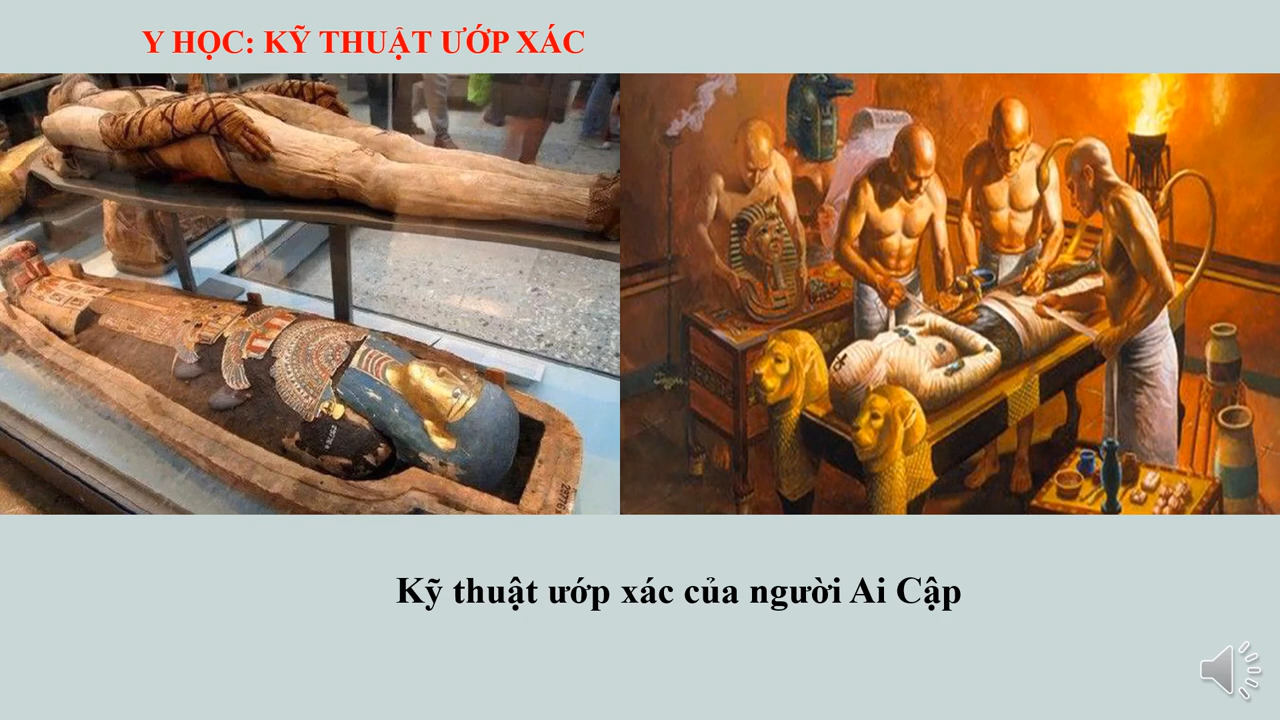 Y HỌC: KỸ THUẬT ƯỚP XÁC
Kỹ thuật ướp xác của người Ai Cập